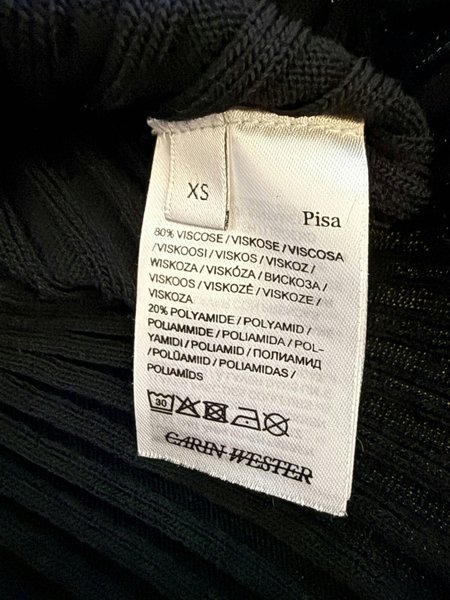 XS
Pisa
80% VISCOSE / VISKOSE / VISCOSA
/ VISKOOSI / VISKOS / VISKOZ /
WISKOZA / VISKÓZA / ВИСКОЗА /
VISKOOS / VISKOZĖ / VISKOZE /
VISKOZA
20% POLYAMIDE / POLYAMID /
POLIAMMIDE / POLIAMIDA / POL-
YAMIDI / POLIAMID / ПОЛИАМИД
/ POLÜAMIID / POLIAMIDAS /
POLIAMĪDS
30
CARIN WESTER